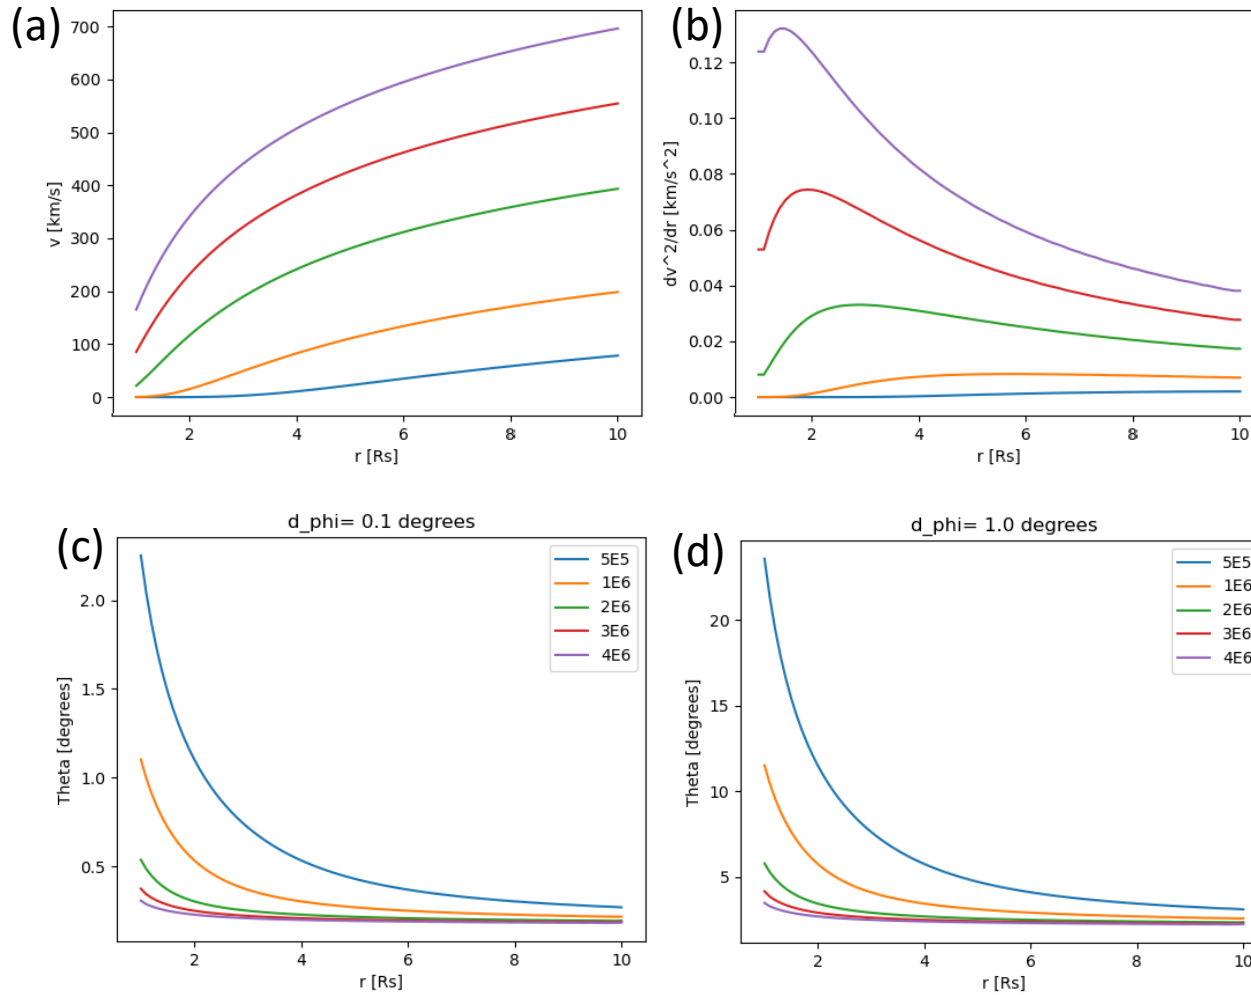 (a)
700
600
500
400
300
200
100
0
v [km/s]
2
4
6
8
10
r [Rs]
(b)
0.12
0.10
0.08
0.06
0.04
0.02
0.00
dv^2/dr [km/s^2]
2
4
6
8
10
r [Rs]
(c)
d_phi= 0.1 degrees
2.0
1.5
1.0
0.5
Theta [degrees]
5E5
1E6
2E6
3E6
4E6
2
4
6
8
10
r [Rs]
(d)
d_phi= 1.0 degrees
20
15
10
5
Theta [degrees]
5E5
1E6
2E6
3E6
4E6
2
4
6
8
10
r [Rs]